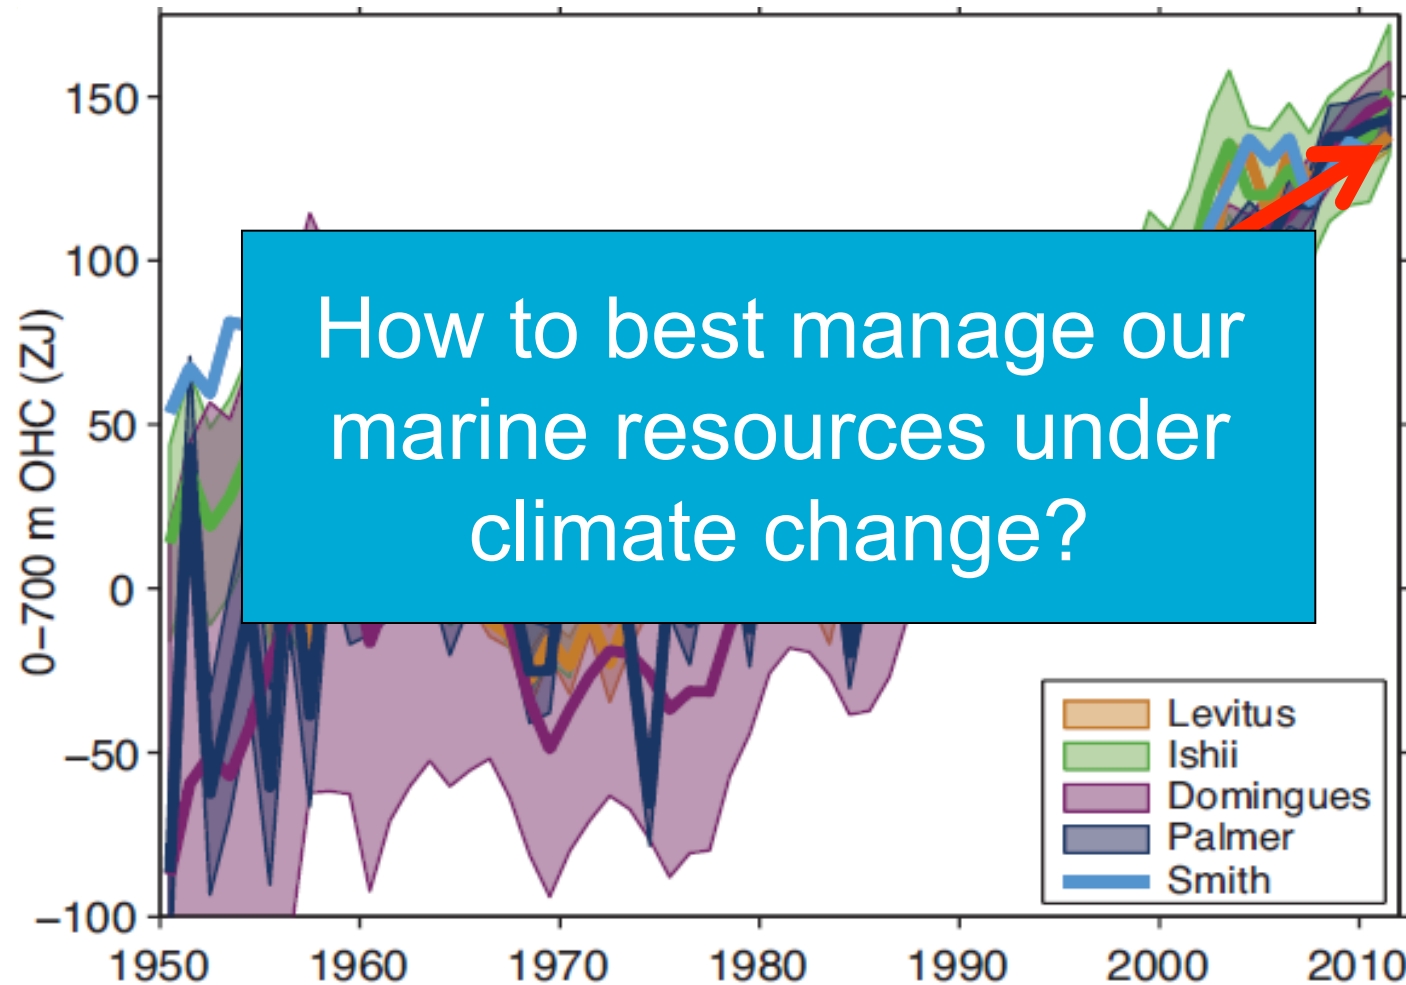 150
100
50
0
−50
−100
0−700 m OHC (ZJ)
How to best manage our
marine resources under
climate change?
Levitus
Ishii
Domingues
Palmer
Smith
1950 1960 1970 1980 1990 2000 2010